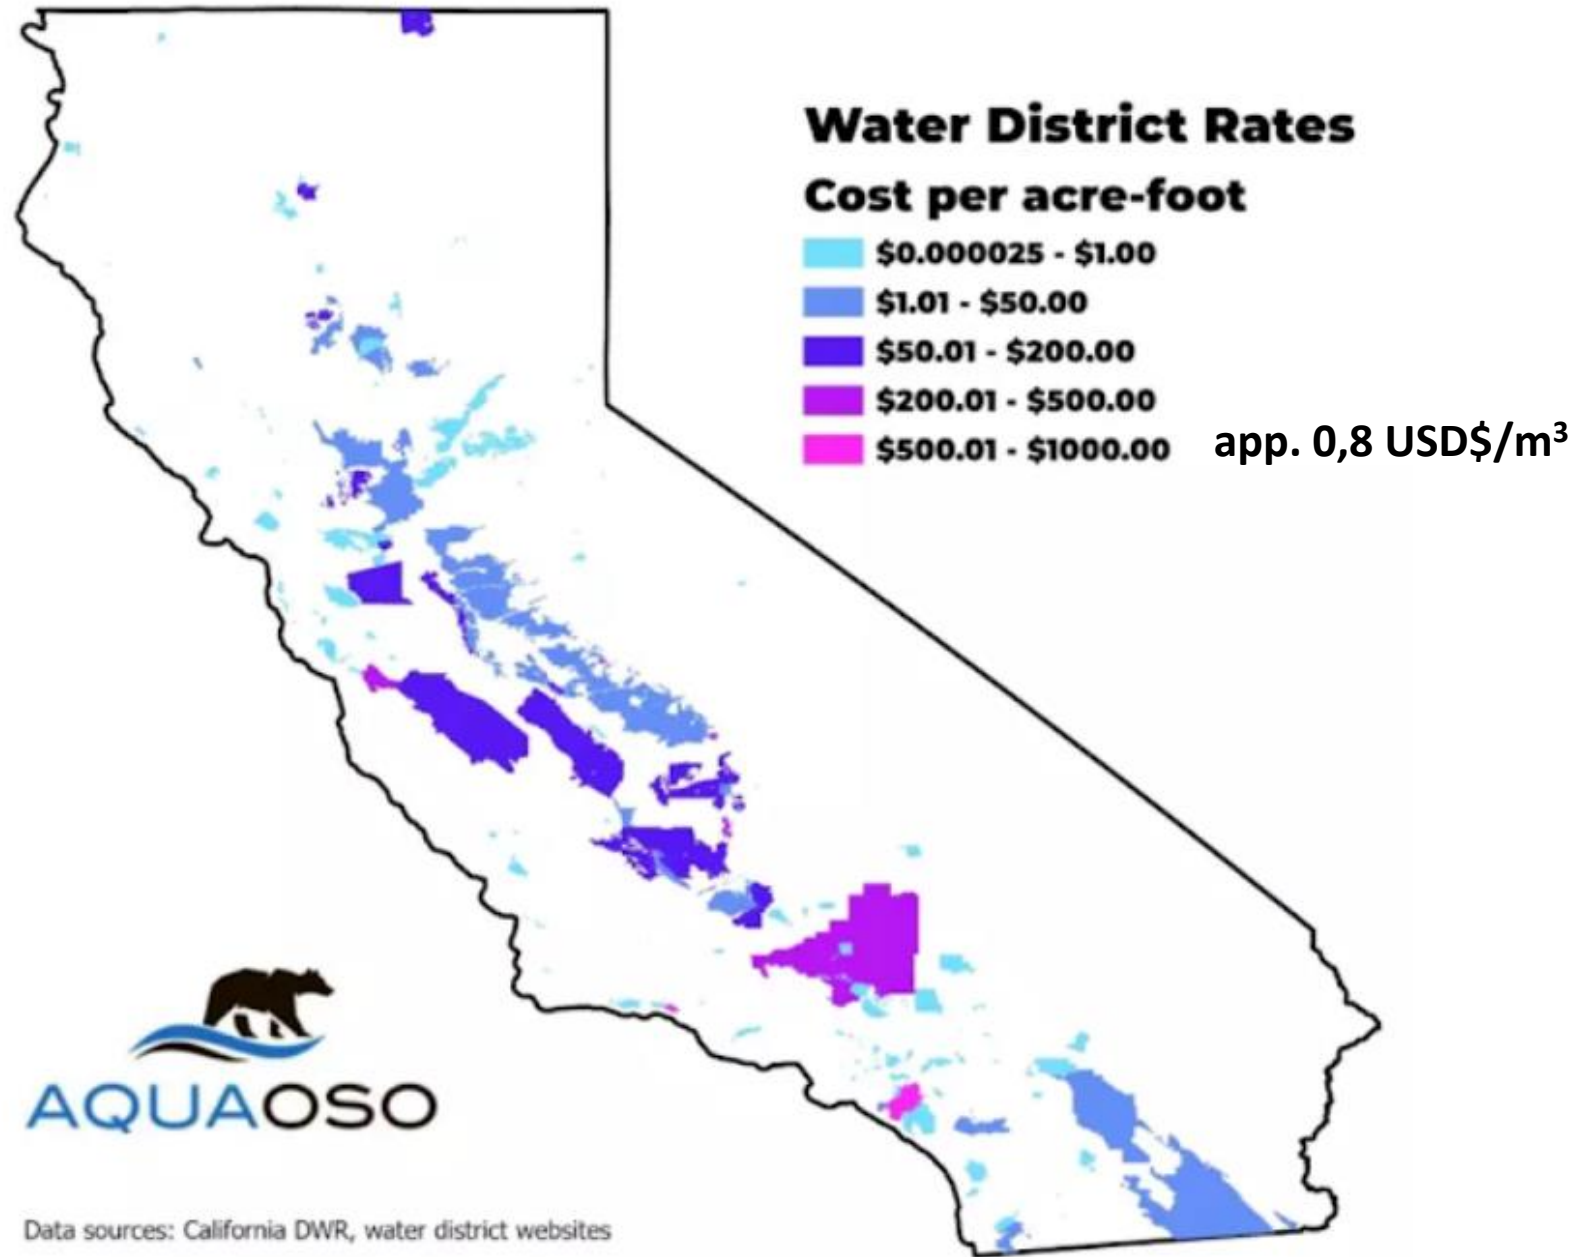 Water District Rates
Cost per acre-foot
$0.000025 - $1.00
$1.01 - $50.00
$50.01 - $200.00
$200.01 - $500.00
$500.01 - $1000.00 app. 0,8 USD$/m³
AQUAOSO
Data sources: California DWR, water district websites